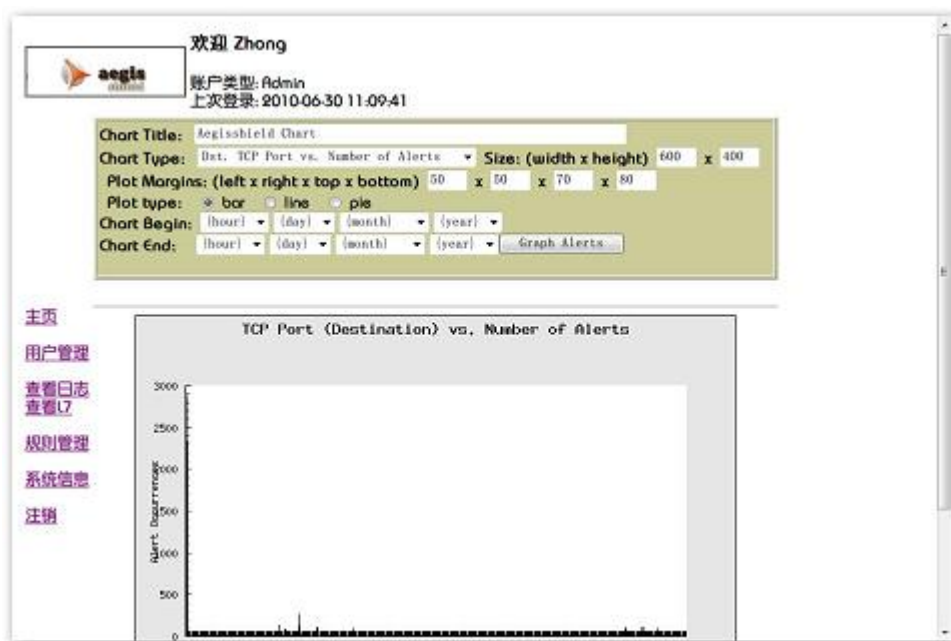 欢迎 Zhong
aegis
账户类型: Admin
上次登录: 2010-06-30 11:09:41
Chart Title: Aegisshield Chart
Chart Type: Dst. TCP Port vs. Number of Alerts Size: (width x height) 600 x 400
Plot Margins: (left x right x top x bottom) 50 x 50 x 70 x 80
Plot type: bar line pie
Chart Begin: {hour} {day} {month} {year}
Chart End: {hour} {day} {month} {year} Graph Alerts
主页
用户管理
查看日志
查看L7
规则管理
系统信息
注销
TCP Port (Destination) vs. Number of Alerts
3000
2500
2000
1500
1000
500
0
Alert Occurrences